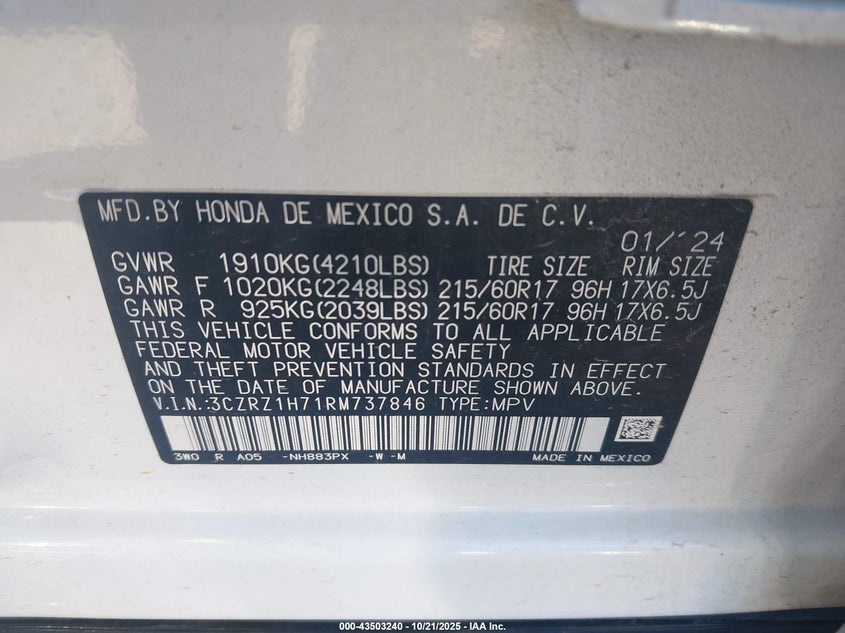 MFD.BY HONDA DE MEXICO S.A. DE C.V.
01/'24
GVWR 1910KG(4210LBS) TIRE SIZE RIM SIZE
GAWR F 1020KG(2248LBS) 215/60R17 96H 17X6.5J
GAWR R 925KG(2039LBS) 215/60R17 96H 17X6.5J
THIS VEHICLE CONFORMS TO ALL APPLICABLE
FEDERAL MOTOR VEHICLE SAFETY
AND THEFT PREVENTION STANDARDS IN EFFECT
ON THE DATE OF MANUFACTURE SHOWN ABOVE.
V.I.N.:3CZRZ1H71RM737846 TYPE:MPV
3W0 R A05 -NH883PX -W-M MADE IN MEXICO
000-43503240 - 10/21/2025 - IAA Inc.